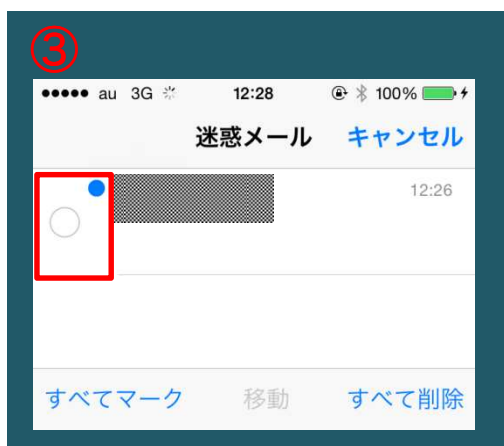 ③
au 3G 12:28 100%
迷惑メール キャンセル
12:26
すべてマーク 移動 すべて削除